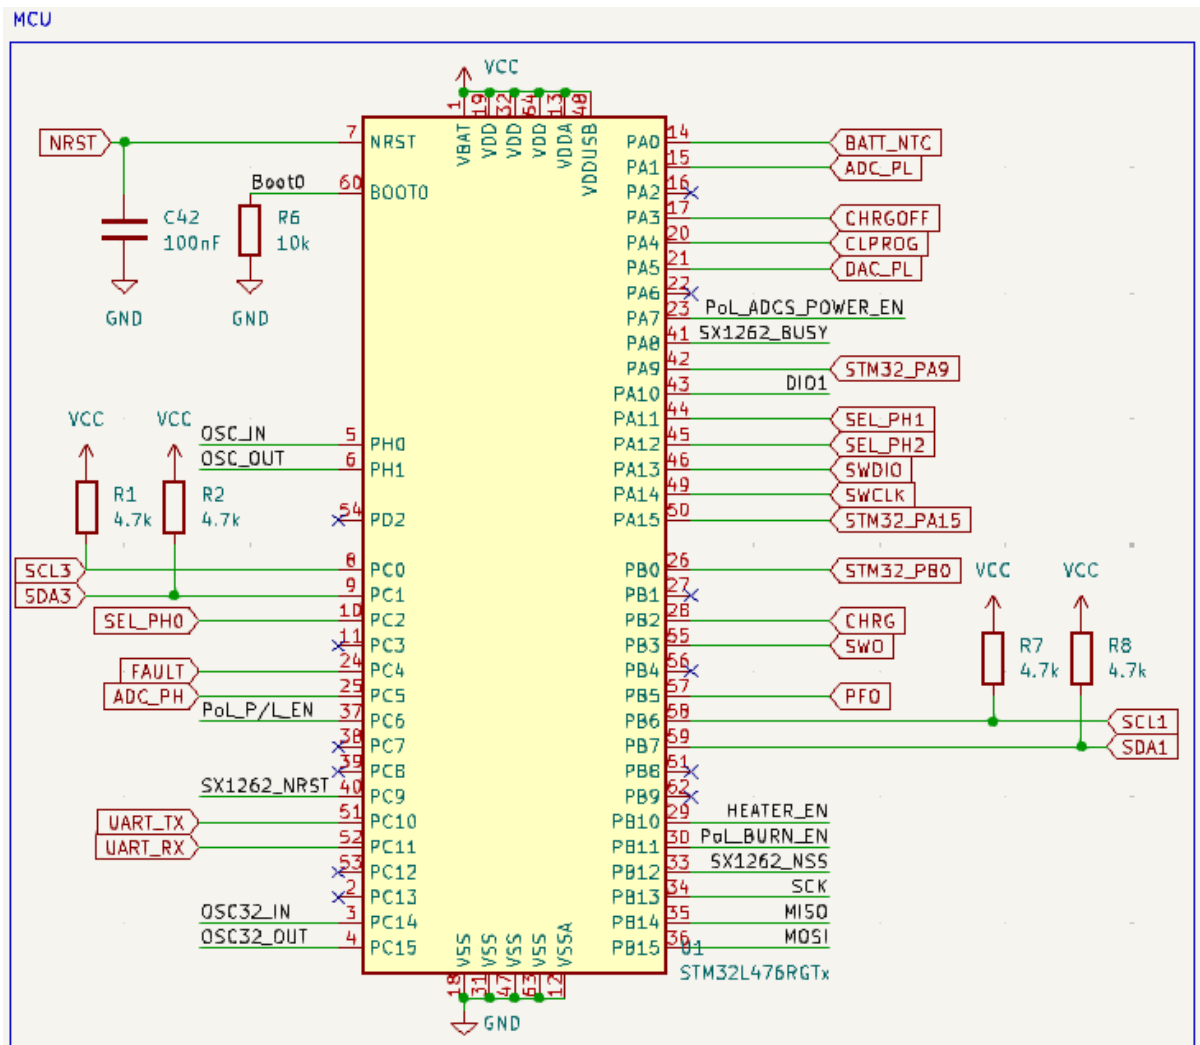 MCU
VCC
1 19 32 64 13 48
VBAT VDD VDD VDD VDDA VDDUSB
NRST 7 NRST
Boot0 60 BOOT0
C42
100nF
R6
10k
GND
GND
VCC
VCC
OSC_IN 5 PH0
OSC_OUT 6 PH1
R1
4.7k
R2
4.7k
54 PD2
SCL3 8 PC0
SDA3 9 PC1
SEL_PH0 10 PC2
11 PC3
FAULT 24 PC4
ADC_PH 25 PC5
PoL_P/L_EN 37 PC6
38 PC7
39 PC8
SX1262_NRST 40 PC9
UART_TX 51 PC10
UART_RX 52 PC11
53 PC12
2 PC13
OSC32_IN 3 PC14
OSC32_OUT 4 PC15
PA0 14 BATT_NTC
PA1 15 ADC_PL
PA2 16
PA3 17 CHRGOFF
PA4 20 CLPROG
PA5 21 DAC_PL
PA6 22
PA7 23 PoL_ADCS_POWER_EN
PA8 41 SX1262_BUSY
PA9 42 STM32_PA9
PA10 43 DIO1
PA11 44 SEL_PH1
PA12 45 SEL_PH2
PA13 46 SWDIO
PA14 49 SWCLK
PA15 50 STM32_PA15
PB0 26 STM32_PB0
PB1 27
PB2 28 CHRG
PB3 55 SWO
PB4 56
PB5 57 PFO
PB6 58 SCL1
PB7 59 SDA1
PB8 61
PB9 62
PB10 29 HEATER_EN
PB11 30 PoL_BURN_EN
PB12 33 SX1262_NSS
PB13 34 SCK
PB14 35 MISO
PB15 36 MOSI
VCC
VCC
R7
4.7k
R8
4.7k
VSS VSS VSS VSS VSSA
18 31 47 63 12
GND
U1
STM32L476RGTx